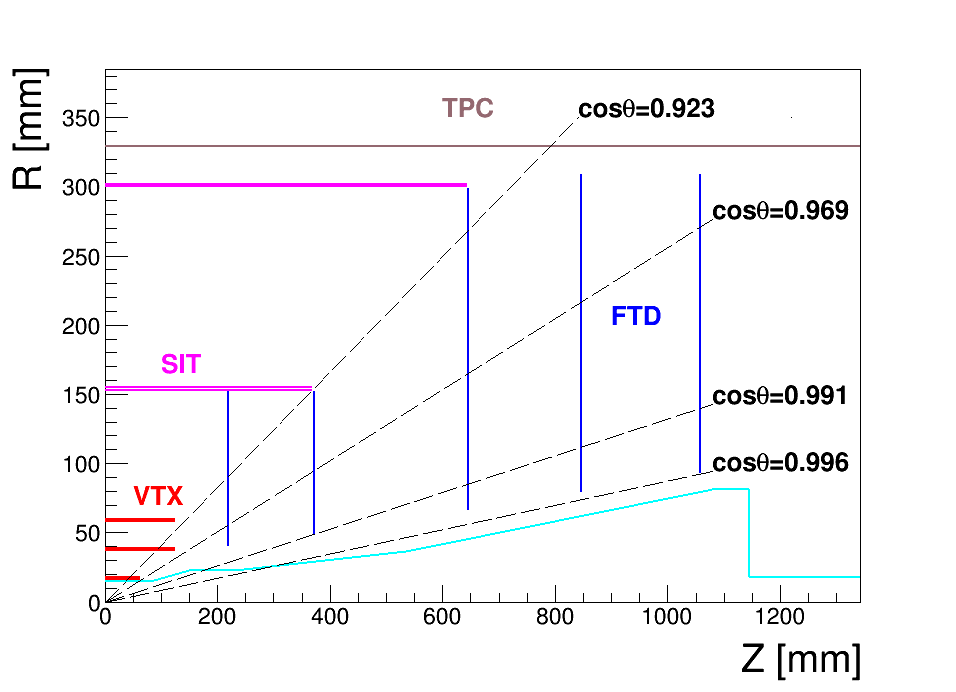 R [mm]
350
300
250
200
150
100
50
0
TPC
cosθ=0.923
cosθ=0.969
FTD
SIT
cosθ=0.991
cosθ=0.996
VTX
0 200 400 600 800 1000 1200
Z [mm]